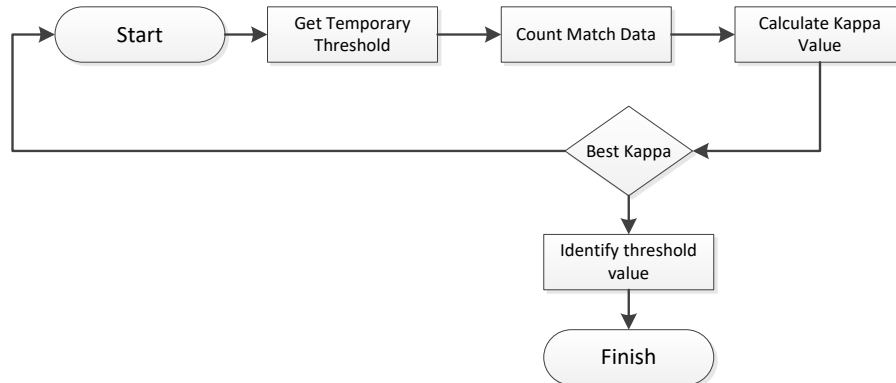 Start
Get Temporary
Threshold
Count Match Data
Calculate Kappa
Value
Best Kappa
Identify threshold
value
Finish